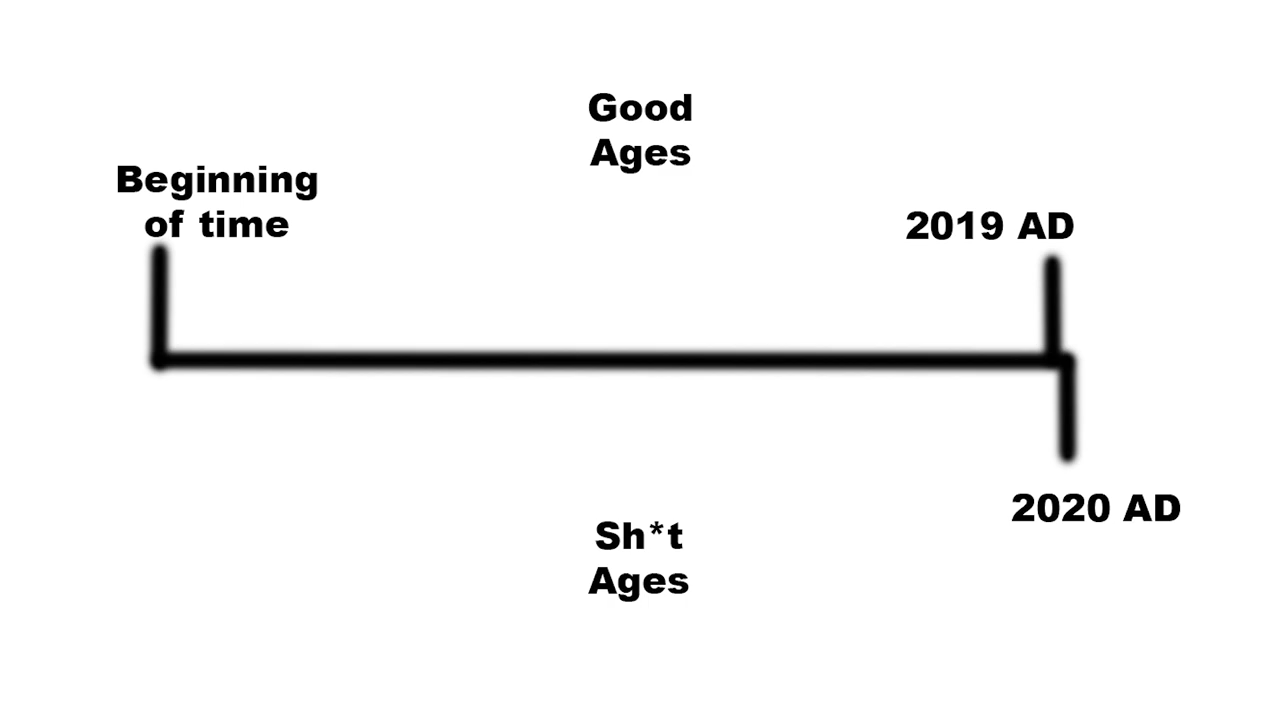 Good
Ages
Beginning
of time
2019 AD
2020 AD
Sh*t
Ages